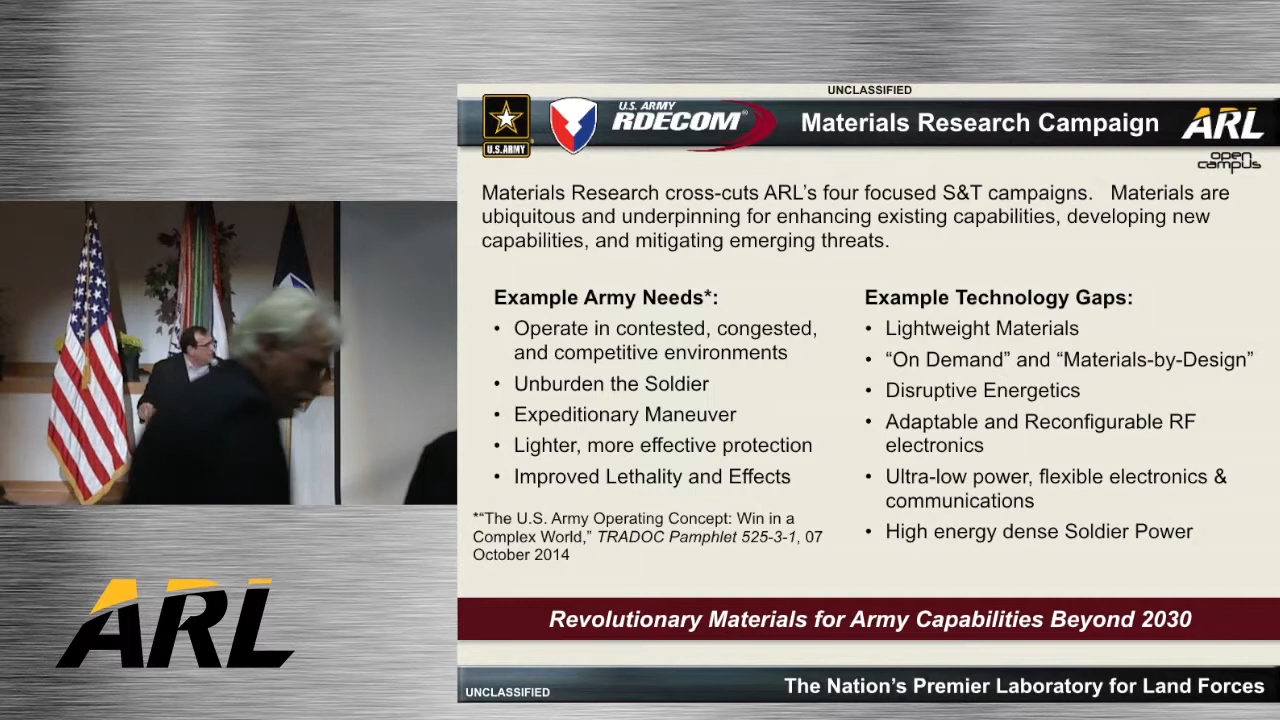 UNCLASSIFIED
U.S. ARMY
U.S. ARMY
RDECOM®
Materials Research Campaign
ARL
open campus
Materials Research cross-cuts ARL’s four focused S&T campaigns. Materials are
ubiquitous and underpinning for enhancing existing capabilities, developing new
capabilities, and mitigating emerging threats.
Example Army Needs*:
• Operate in contested, congested,
and competitive environments
• Unburden the Soldier
• Expeditionary Maneuver
• Lighter, more effective protection
• Improved Lethality and Effects
*“The U.S. Army Operating Concept: Win in a
Complex World,” TRADOC Pamphlet 525-3-1, 07
October 2014
Example Technology Gaps:
• Lightweight Materials
• “On Demand” and “Materials-by-Design”
• Disruptive Energetics
• Adaptable and Reconfigurable RF
electronics
• Ultra-low power, flexible electronics &
communications
• High energy dense Soldier Power
Revolutionary Materials for Army Capabilities Beyond 2030
UNCLASSIFIED
The Nation’s Premier Laboratory for Land Forces
ARL